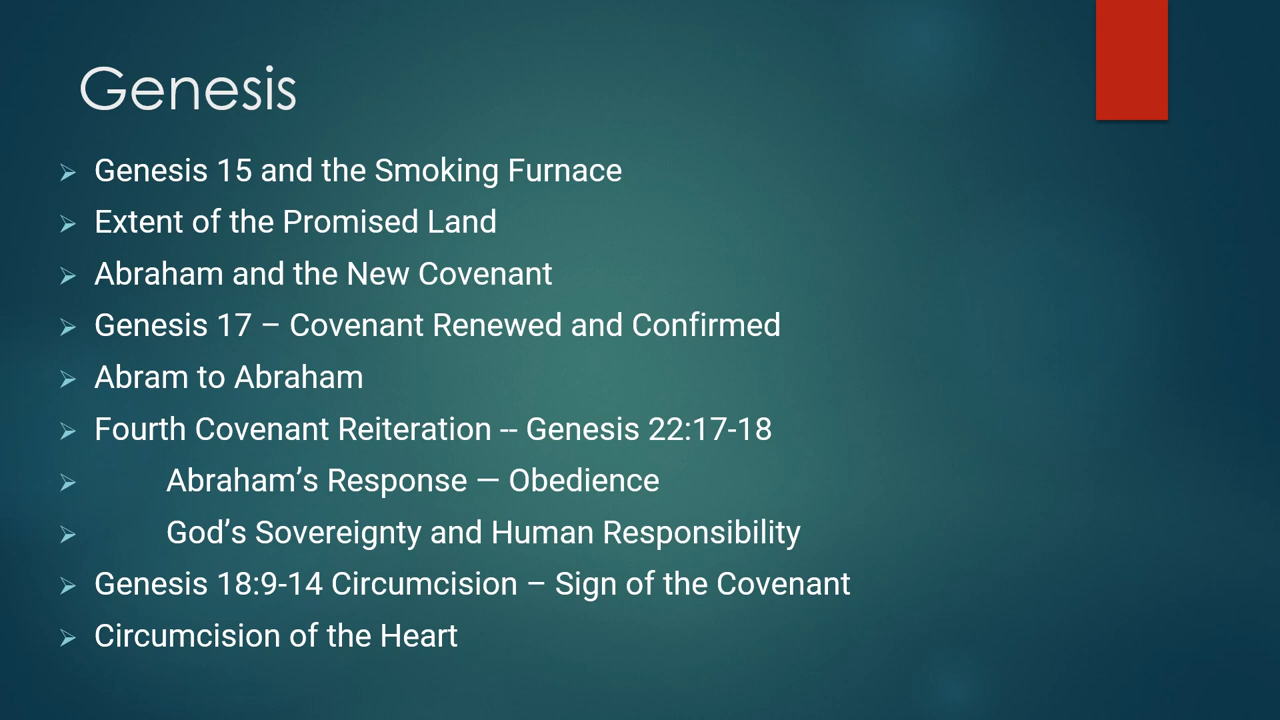 Genesis
Genesis 15 and the Smoking Furnace
Extent of the Promised Land
Abraham and the New Covenant
Genesis 17 – Covenant Renewed and Confirmed
Abram to Abraham
Fourth Covenant Reiteration -- Genesis 22:17-18
Abraham’s Response — Obedience
God’s Sovereignty and Human Responsibility
Genesis 18:9-14 Circumcision – Sign of the Covenant
Circumcision of the Heart